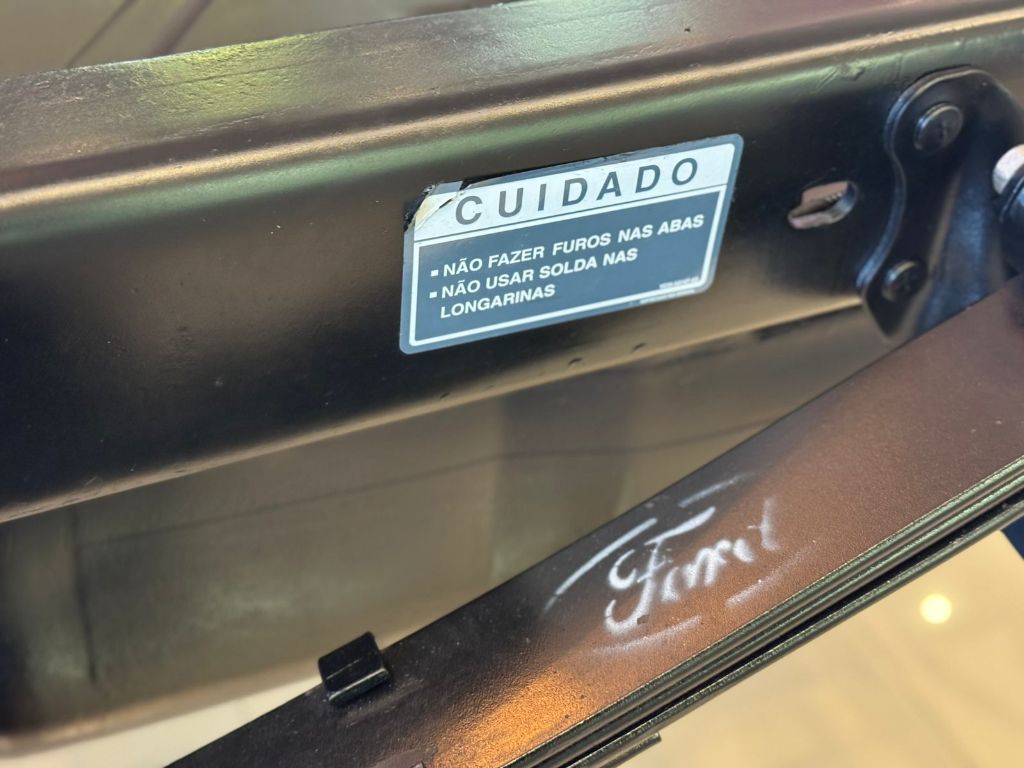 CUIDADO
▪ NÃO FAZER FUROS NAS ABAS
▪ NÃO USAR SOLDA NAS
LONGARINAS
Ford